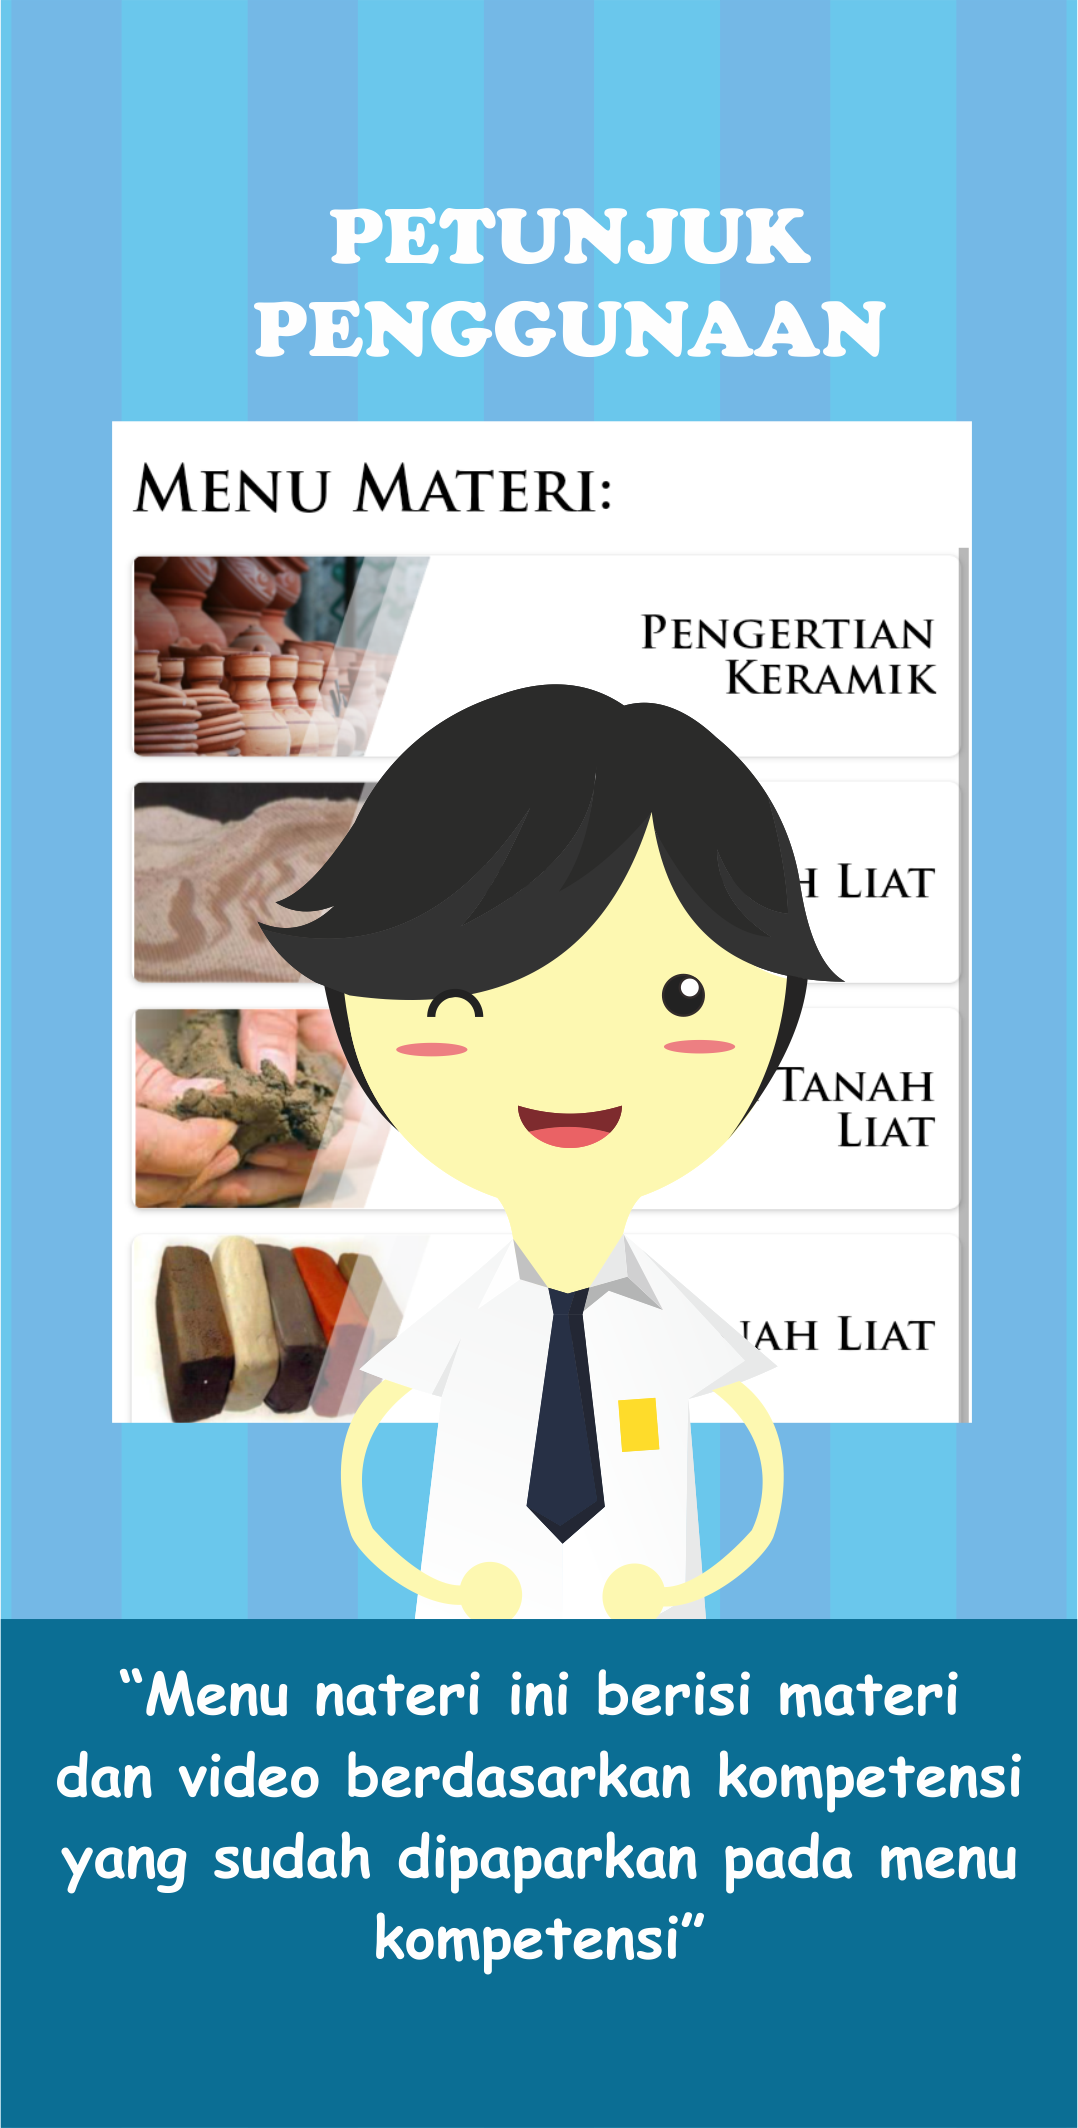 PETUNJUK
PENGGUNAAN
MENU MATERI:
PENGERTIAN
KERAMIK
LIAT
TANAH
LIAT
LIAT
“Menu nateri ini berisi materi
dan video berdasarkan kompetensi
yang sudah dipaparkan pada menu
kompetensi”